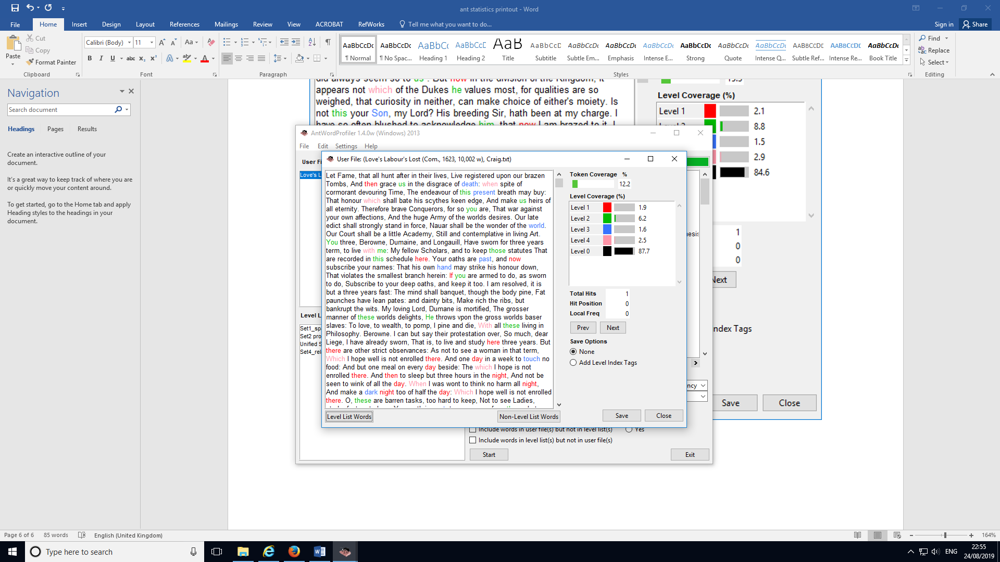 ant statistics printout - Word
File Home Insert Design Layout References Mailings Review View ACROBAT RefWorks Tell me what you want to do... Sign in Share
Paste
Cut
Copy
Format Painter
Clipboard
Calibri (Body) 11
Font
Paragraph
AaBbCcDc AaBbCcDc AaBbCc AaBbCcD AaB AaBbCcD AaBbCcDc AaBbCcDc AaBbCcDc AaBbCcDc AaBbCcDc AaBbCcDc AABBCCDD AABBCCDD AaBbCcDc
¶ Normal ¶ No Spac... Heading 1 Heading 2 Title Subtitle Subtle Em... Emphasis Intense E... Strong Quote Intense Q... Subtle Ref... Intense Re... Book Title
Styles
Find
Replace
Select
Editing
Navigation
Search document
Headings Pages Results
Create an interactive outline of your
document.
It's a great way to keep track of where you are
or quickly move your content around.
To get started, go to the Home tab and apply
Heading styles to the headings in your
document.
did always seem so to us : But now in the division of the Kingdom, it
appears not which of the Dukes he values most, for qualities are so
weighed, that curiosity in neither, can make choice of either's moiety. Is
not this your Son, my Lord? His breeding Sir, hath been at my charge. I
have so often blushed to acknowledge him, that now I am brazed to it. I
Level Coverage (%)
Level 1 2.1
8.8
1.5
2.9
84.6
1
0
0
Next
ndex Tags
Save Close
AntWordProfiler 1.4.0w (Windows) 2013
File Edit Settings Help
User Fi
Love's L
Level L
Set1_sp
Set2 pro
Unified S
Set4_rel
nesis
ncy
User File: (Love's Labour's Lost (Com., 1623, 10,002 w), Craig.txt)
Let Fame, that all hunt after in their lives, Live registered upon our brazen
Tombs, And then grace us in the disgrace of death: when spite of
cormorant devouring Time, The endeavour of this present breath may buy:
That honour which shall bate his scythes keen edge, And make us heirs of
all eternity. Therefore brave Conquerors, for so you are, That war against
your own affections, And the huge Army of the worlds desires. Our late
edict shall strongly stand in force, Nauar shall be the wonder of the world.
Our Court shall be a little Academy, Still and contemplative in living Art.
You three, Berowne, Dumaine, and Longauill, Have sworn for three years
term, to live with me: My fellow Scholars, and to keep those statutes That
are recorded in this schedule here. Your oaths are past, and now
subscribe your names: That his own hand may strike his honour down,
That violates the smallest branch herein: If you are armed to do, as sworn
to do, Subscribe to your deep oaths, and keep it too. I am resolved, it is
but a three years fast: The mind shall banquet, though the body pine, Fat
paunches have lean pates: and dainty bits, Make rich the ribs, but
bankrupt the wits. My loving Lord, Dumane is mortified, The grosser
manner of these worlds delights, He throws vpon the gross worlds baser
slaves: To love, to wealth, to pomp, I pine and die, With all these living in
Philosophy. Berowne. I can but say their protestation over, So much, dear
Liege, I have already sworn, That is, to live and study here three years. But
there are other strict observances: As not to see a woman in that term,
Which I hope well is not enrolled there. And one day in a week to touch no
food: And but one meal on every day beside: The which I hope is not
enrolled there. And then to sleep but three hours in the night, And not be
seen to wink of all the day. When I was wont to think no harm all night,
And make a dark night too of half the day: Which I hope well is not enrolled
there. O, these are barren tasks, too hard to keep, Not to see Ladies,
Token Coverage %
12.2
Level Coverage (%)
Level 1 1.9
Level 2 6.2
Level 3 1.6
Level 4 2.5
Level 0 87.7
Total Hits 1
Hit Position 0
Local Freq 0
Prev Next
Save Options
None
Add Level Index Tags
Level List Words Non-Level List Words Save Close
Include words in user file(s) but not in level list(s) Yes
Include words in level list(s) but not in user file(s)
Start Exit
Page 6 of 6 85 words English (United Kingdom) 164%
Type here to search
ENG
22:55
24/08/2019